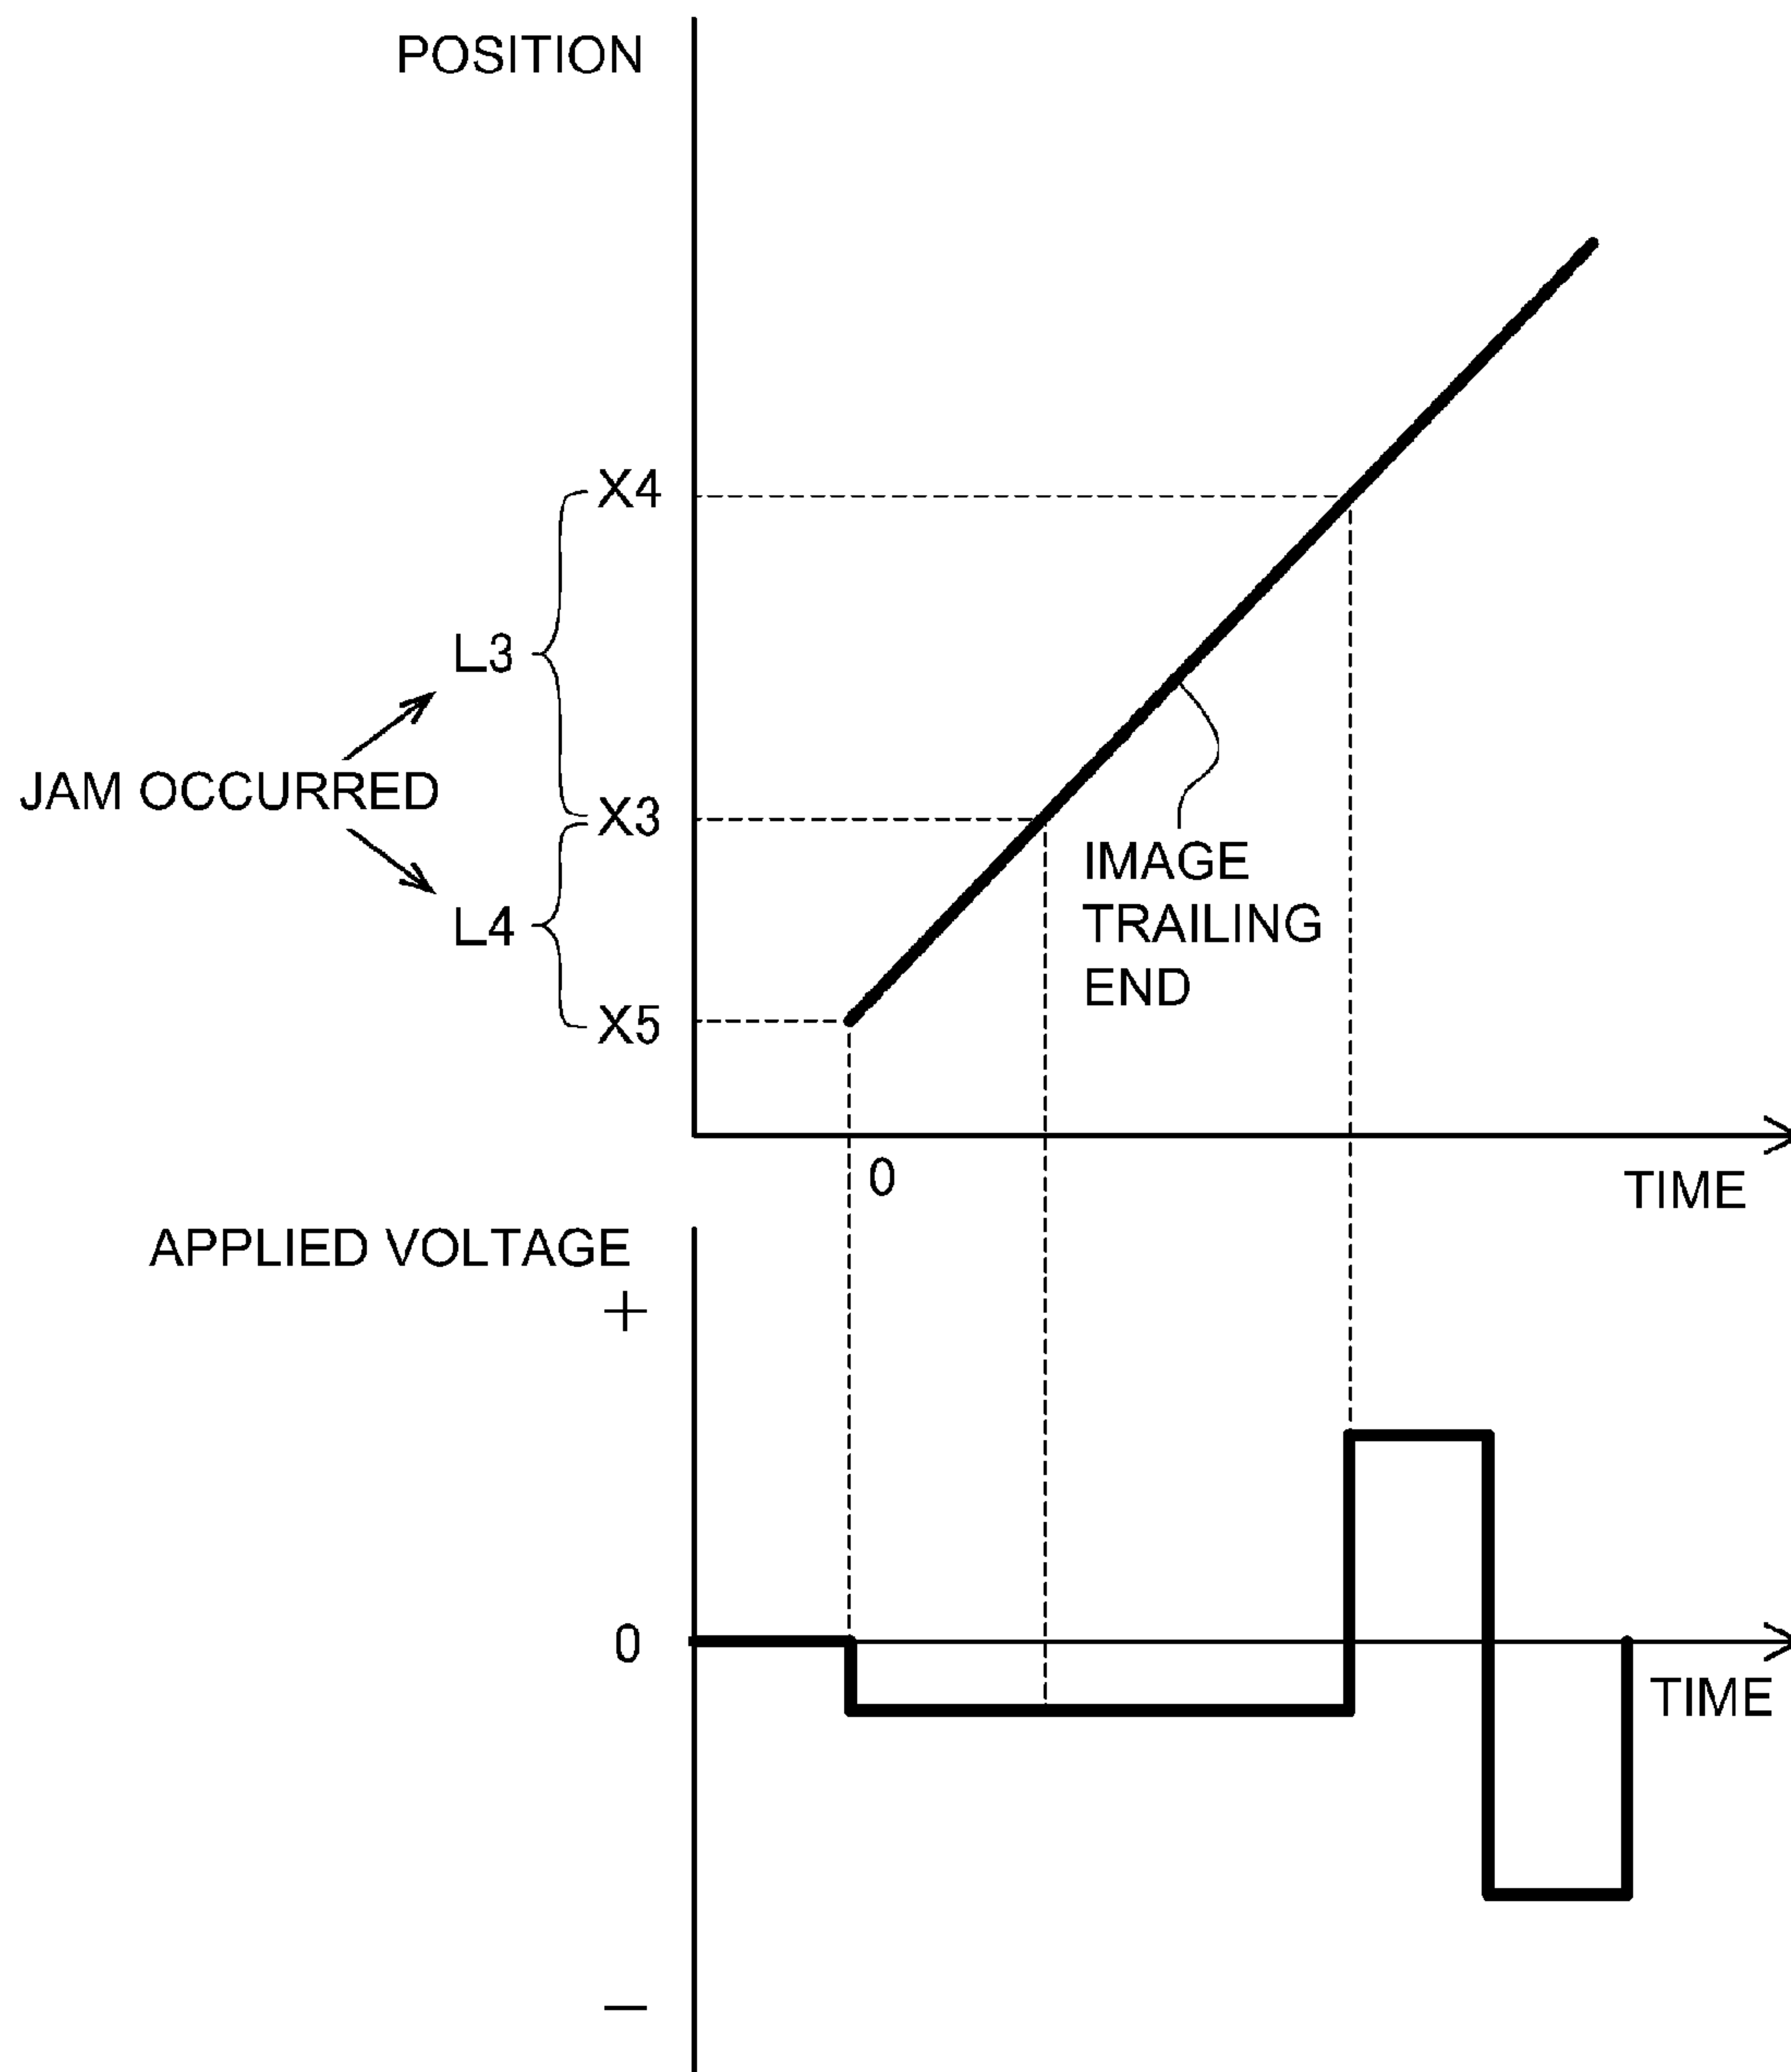 POSITION
X4
L3
JAM OCCURRED
X3
IMAGE
TRAILING
END
L4
X5
0
TIME
APPLIED VOLTAGE
+
0
TIME
−